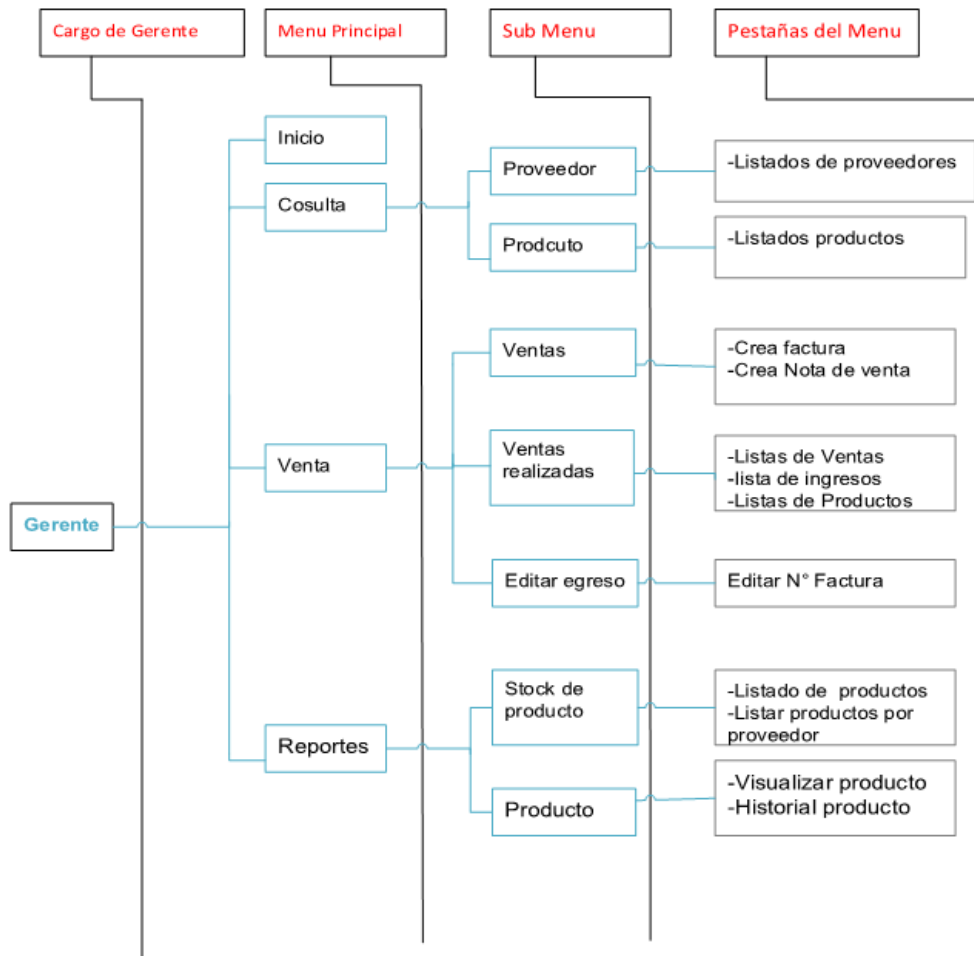 Cargo de Gerente
Menu Principal
Sub Menu
Pestañas del Menu
Inicio
Cosulta
Proveedor
-Listados de proveedores
Prodcuto
-Listados productos
Ventas
-Crea factura
-Crea Nota de venta
Venta
Ventas
realizadas
-Listas de Ventas
-lista de ingresos
-Listas de Productos
Gerente
Editar egreso
Editar N° Factura
Reportes
Stock de
producto
-Listado de productos
-Listar productos por
proveedor
Producto
-Visualizar producto
-Historial producto